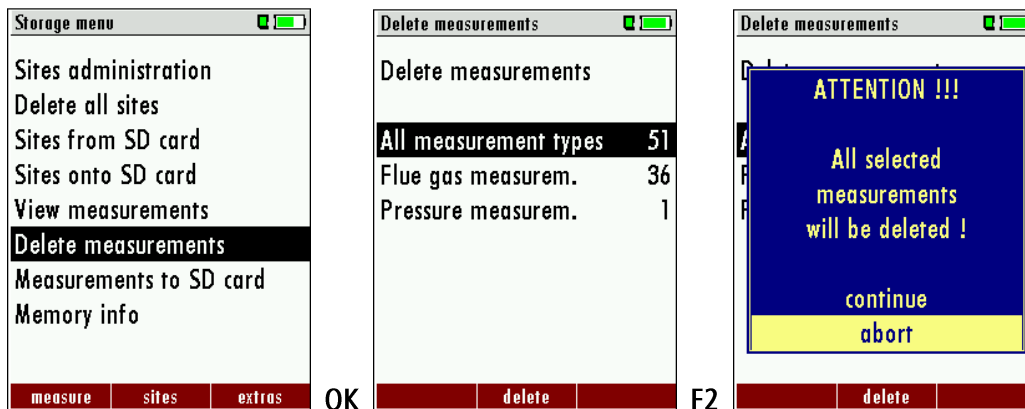 Storage menu
Sites administration
Delete all sites
Sites from SD card
Sites onto SD card
View measurements
Delete measurements
Measurements to SD card
Memory info
measure sites extras
OK
Delete measurements
Delete measurements
All measurement types 51
Flue gas measurem. 36
Pressure measurem. 1
delete
F2
Delete measurements
ATTENTION !!!
All selected
measurements
will be deleted !
continue
abort
delete